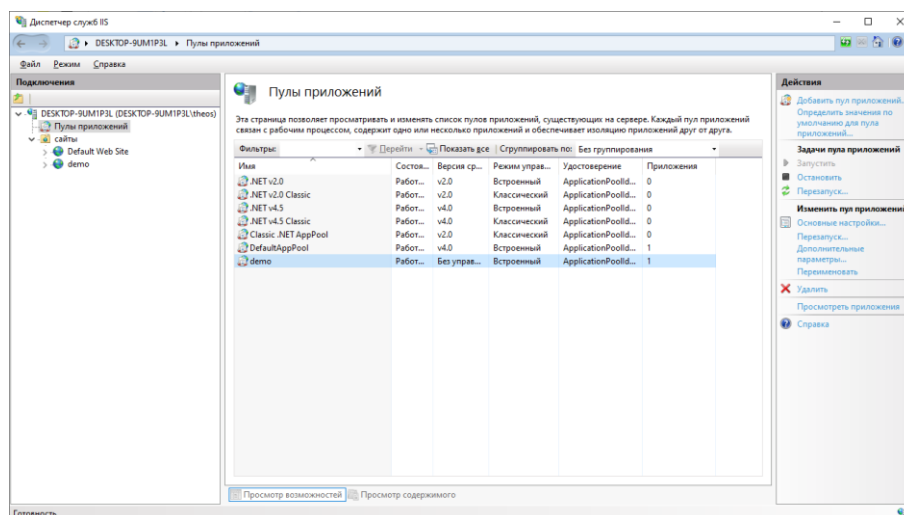 Диспетчер служб IIS
DESKTOP-9UM1P3L
Пулы приложений
Файл Режим Справка
Подключения
DESKTOP-9UM1P3L (DESKTOP-9UM1P3L\theos)
Пулы приложений
сайты
Default Web Site
demo
Пулы приложений
Эта страница позволяет просматривать и изменять список пулов приложений, существующих на сервере. Каждый пул приложений
связан с рабочим процессом, содержит одно или несколько приложений и обеспечивает изоляцию приложений друг от друга.
Фильтры: Перейти Показать все Сгруппировать по: Без группирования
Имя Состоя... Версия ср... Режим управ... Удостоверение Приложения
.NET v2.0 Работ... v2.0 Встроенный ApplicationPoolId... 0
.NET v2.0 Classic Работ... v2.0 Классический ApplicationPoolId... 0
.NET v4.5 Работ... v4.0 Встроенный ApplicationPoolId... 0
.NET v4.5 Classic Работ... v4.0 Классический ApplicationPoolId... 0
Classic .NET AppPool Работ... v2.0 Классический ApplicationPoolId... 0
DefaultAppPool Работ... v4.0 Встроенный ApplicationPoolId... 1
demo Работ... Без управ... Встроенный ApplicationPoolId... 1
Просмотр возможностей Просмотр содержимого
Действия
Добавить пул приложений.
Определить значения по
умолчанию для пула
приложений...
Задачи пула приложений
Запустить
Остановить
Перезапуск...
Изменить пул приложений
Основные настройки...
Перезапуск...
Дополнительные
параметры...
Переименовать
Удалить
Просмотреть приложения
Справка
Готовность